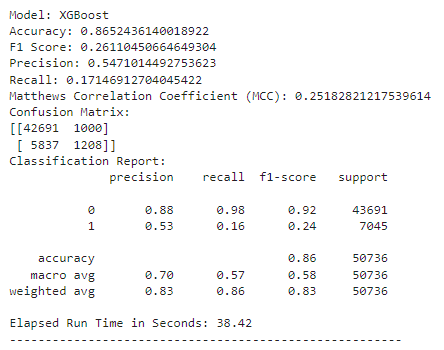 Model: XGBoost
Accuracy: 0.8652436140018922
F1 Score: 0.26110450664649304
Precision: 0.5471014492753623
Recall: 0.17146912704045422
Matthews Correlation Coefficient (MCC): 0.25182821217539614
Confusion Matrix:
[[42691 1000]
[ 5837 1208]]
Classification Report:
precision recall f1-score support
0 0.88 0.98 0.92 43691
1 0.53 0.16 0.24 7045
accuracy 0.86 50736
macro avg 0.70 0.57 0.58 50736
weighted avg 0.83 0.86 0.83 50736
Elapsed Run Time in Seconds: 38.42
-------------------------------------------------------